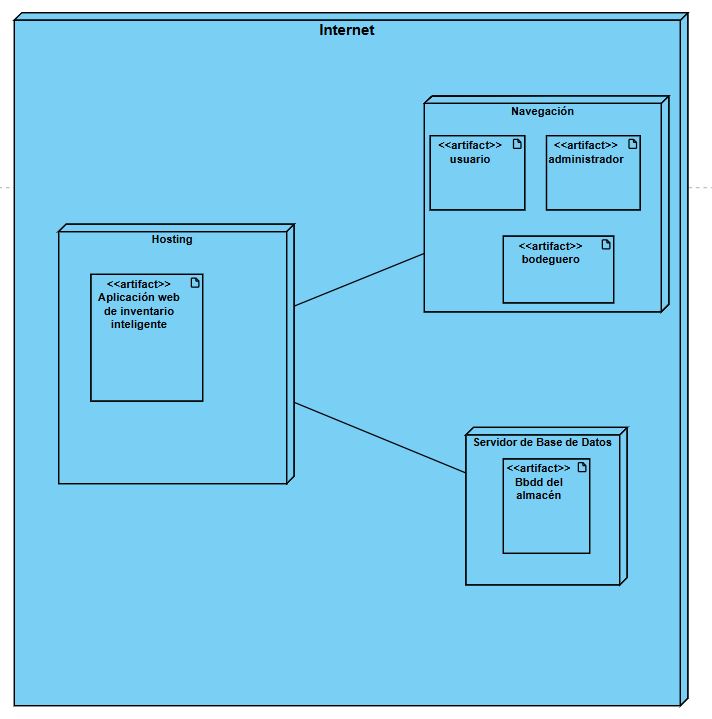 Internet
Navegación
<<artifact>>
usuario
<<artifact>>
administrador
<<artifact>>
bodeguero
Hosting
<<artifact>>
Aplicación web
de inventario
inteligente
Servidor de Base de Datos
<<artifact>>
Bbdd del
almacén